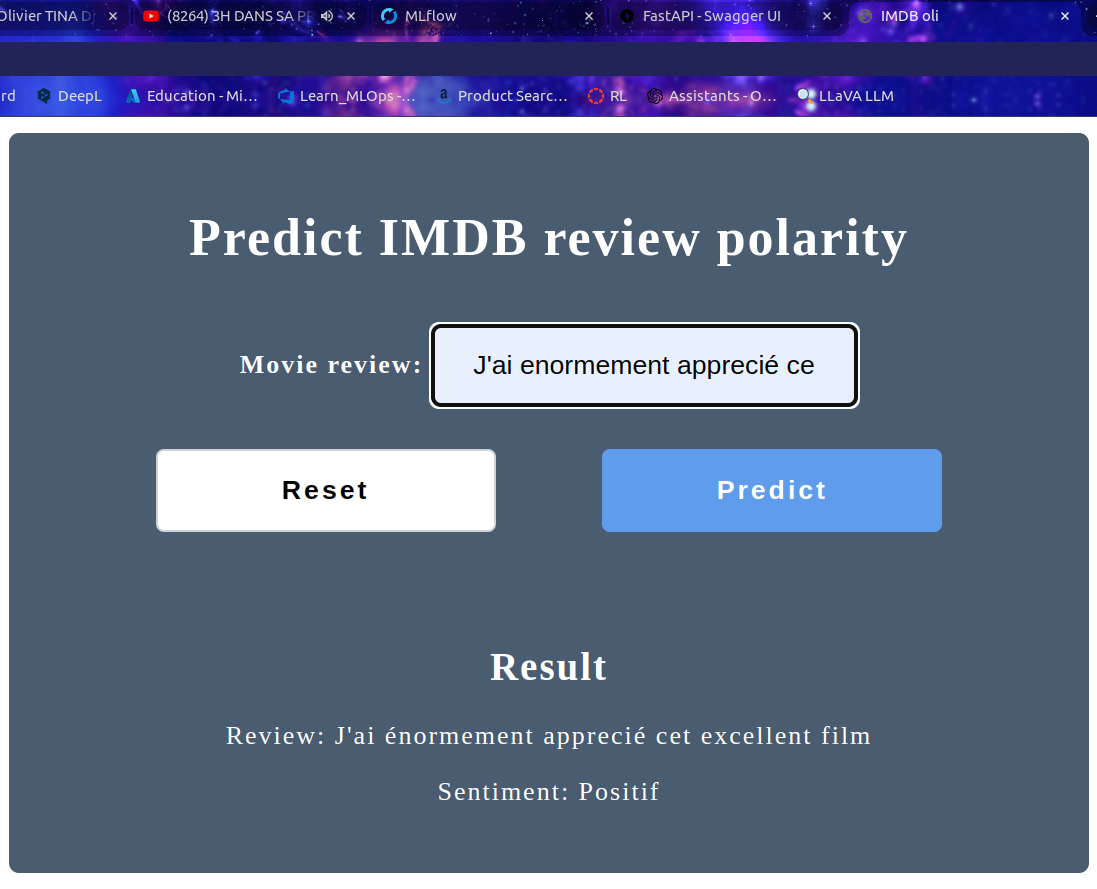 Olivier TINA
(8264) 3H DANS SA
MLflow
FastAPI - Swagger UI
IMDB oli
rd
DeepL
Education - Mi...
Learn_MLOps -...
Product Searc...
RL
Assistants - O...
LLaVA LLM
Predict IMDB review polarity
Movie review: J'ai enormement apprecié ce
Reset
Predict
Result
Review: J'ai énormement apprecié cet excellent film
Sentiment: Positif